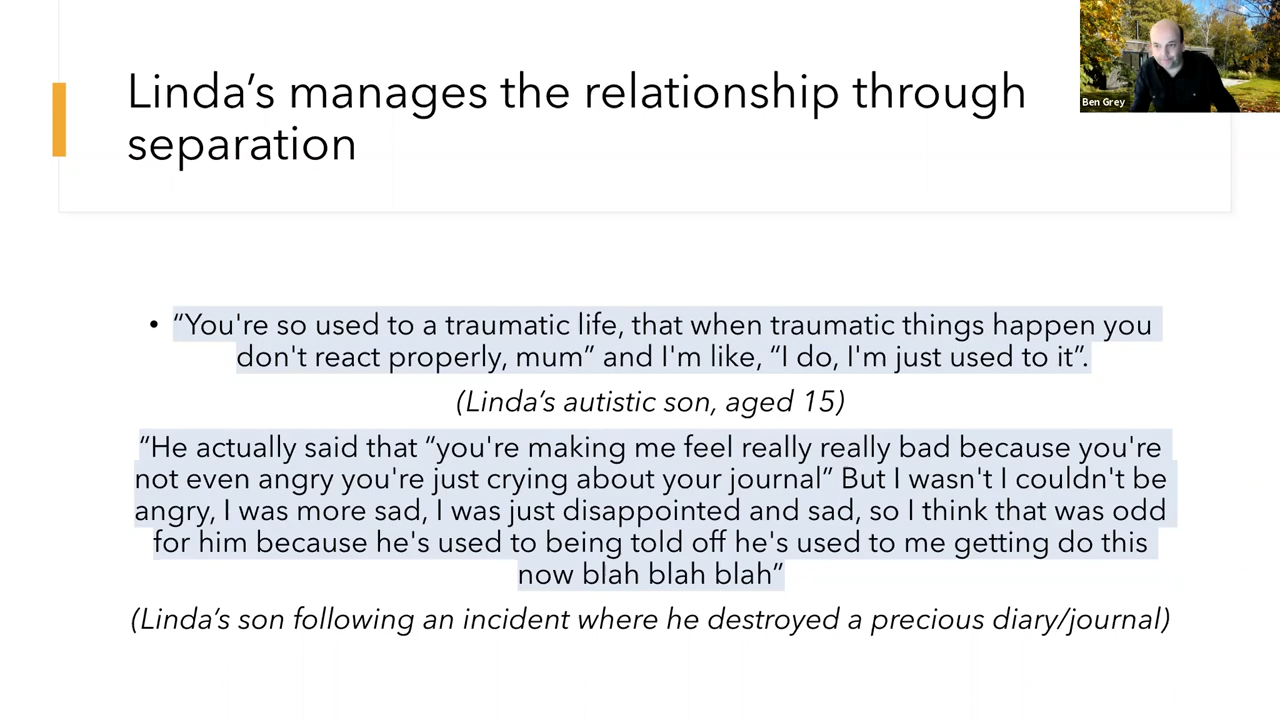 Linda’s manages the relationship through
separation
Ben Grey
• “You're so used to a traumatic life, that when traumatic things happen you
don't react properly, mum” and I'm like, “I do, I'm just used to it”.
(Linda’s autistic son, aged 15)
“He actually said that “you're making me feel really really bad because you're
not even angry you're just crying about your journal” But I wasn't I couldn't be
angry, I was more sad, I was just disappointed and sad, so I think that was odd
for him because he's used to being told off he's used to me getting do this
now blah blah blah”
(Linda’s son following an incident where he destroyed a precious diary/journal)